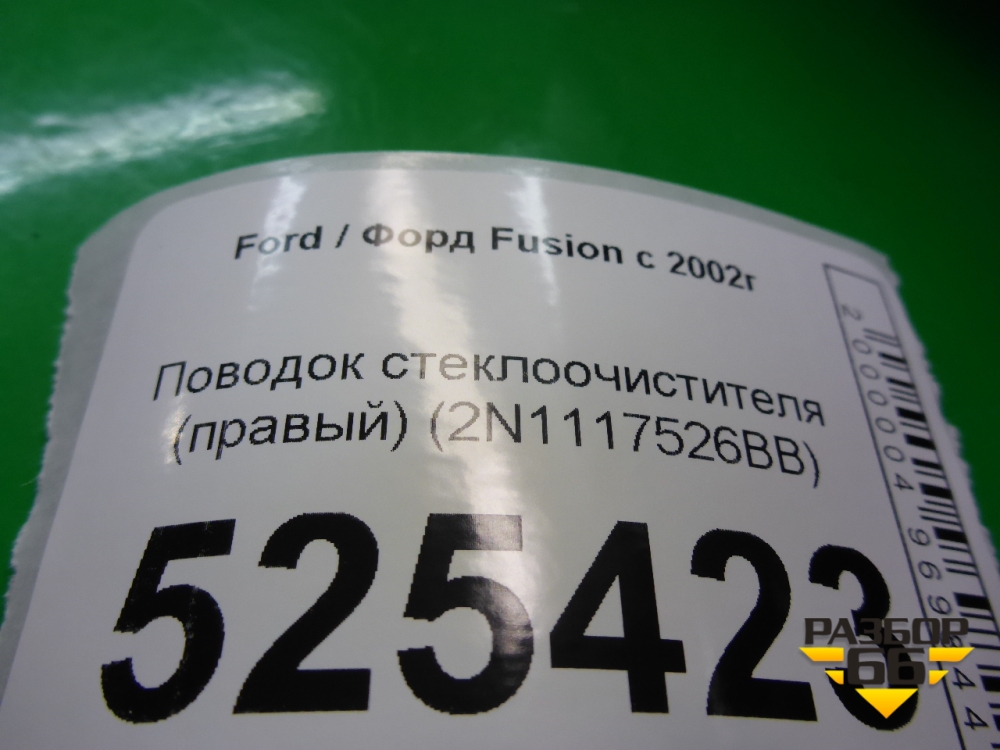 Ford / Форд Fusion с 2002г
Поводок стеклоочистителя
(правый) (2N1117526BB)
525423
РАЗБОР
66